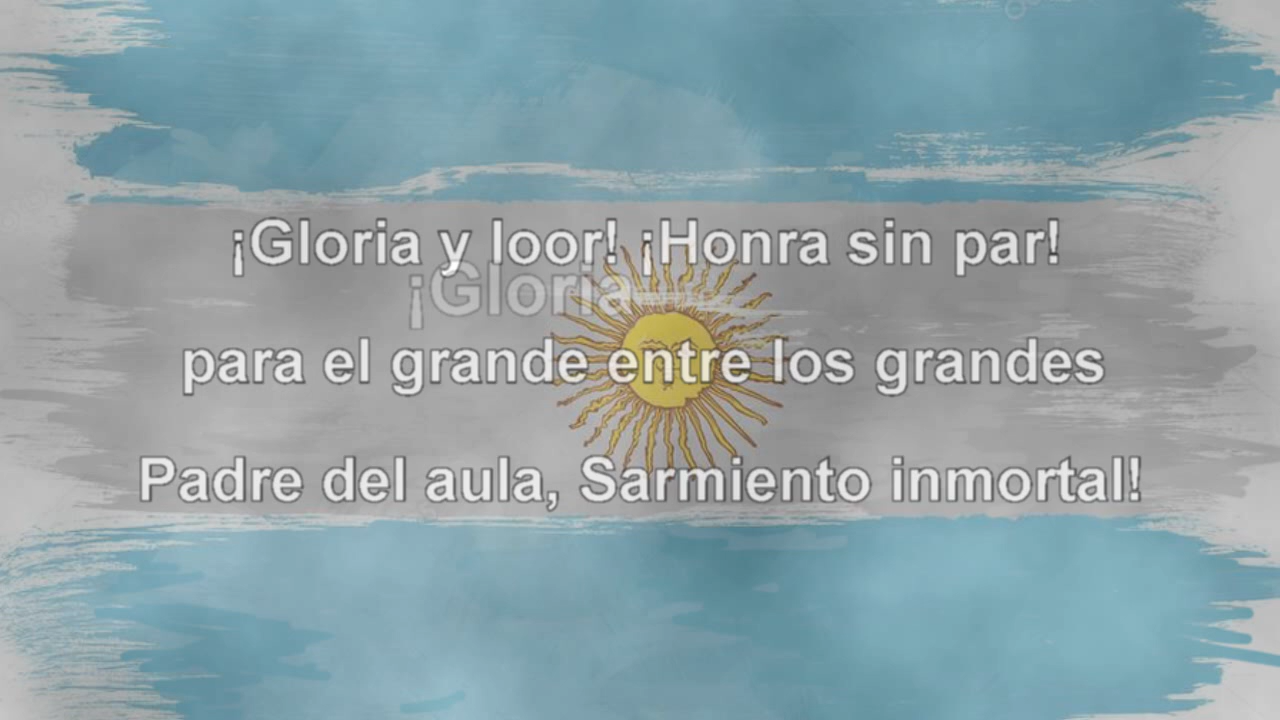 ¡Gloria y loor! ¡Honra sin par!
¡Gloria
para el grande entre los grandes
Padre del aula, Sarmiento inmortal!